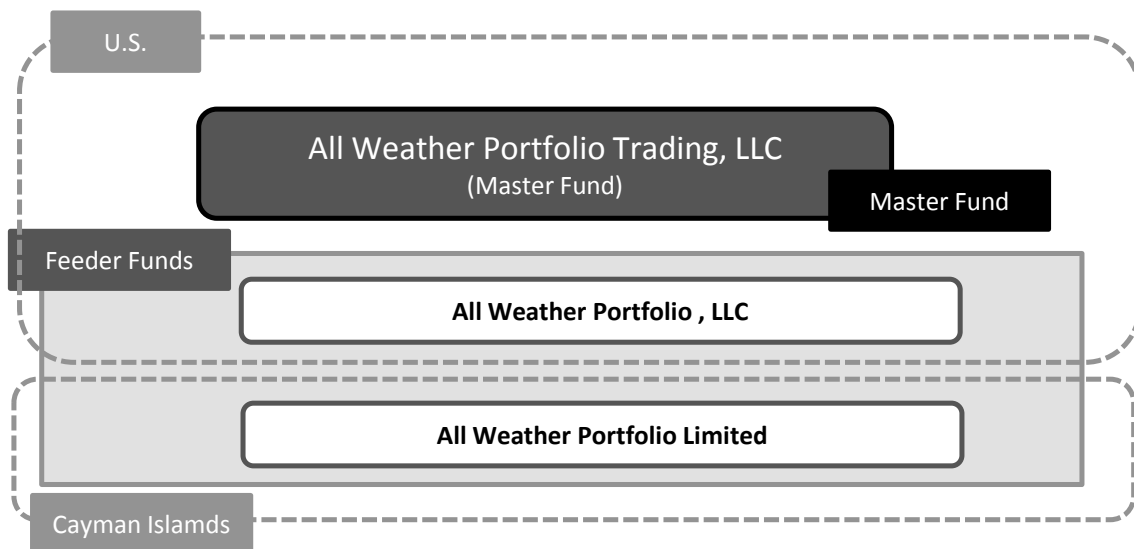 U.S.
All Weather Portfolio Trading, LLC
(Master Fund)
Master Fund
Feeder Funds
All Weather Portfolio , LLC
All Weather Portfolio Limited
Cayman Islamds